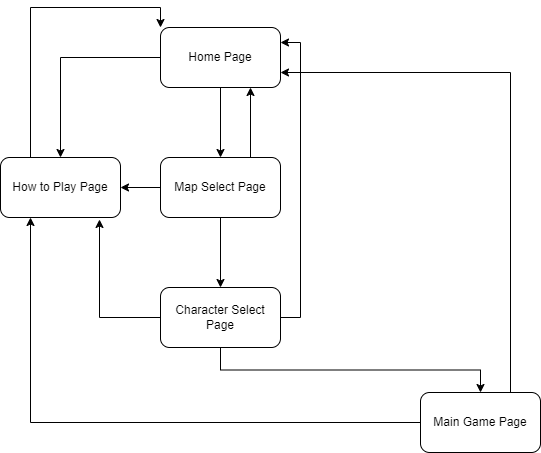 Home Page
How to Play Page
Map Select Page
Character Select
Page
Main Game Page